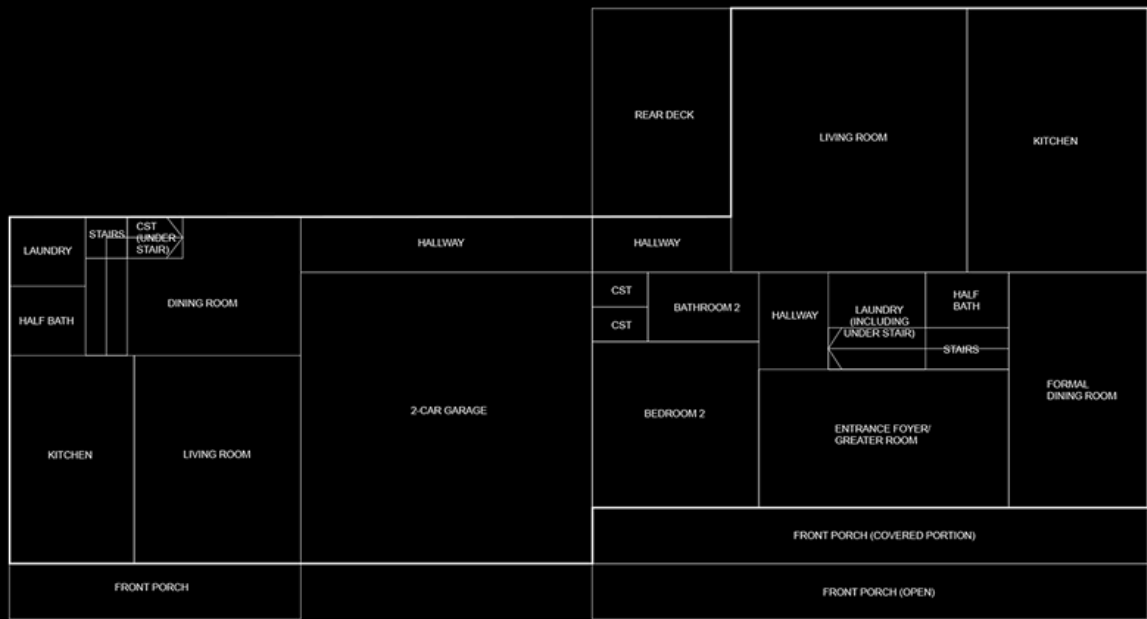 REAR DECK
LIVING ROOM
KITCHEN
LAUNDRY
STAIRS
CST
(UNDER
STAIR)
HALLWAY
HALLWAY
DINING ROOM
HALF BATH
CST
CST
BATHROOM 2
HALLWAY
LAUNDRY
(INCLUDING
UNDER STAIR)
HALF
BATH
STAIRS
FORMAL
DINING ROOM
2-CAR GARAGE
BEDROOM 2
ENTRANCE FOYER/
GREATER ROOM
KITCHEN
LIVING ROOM
FRONT PORCH (COVERED PORTION)
FRONT PORCH
FRONT PORCH (OPEN)